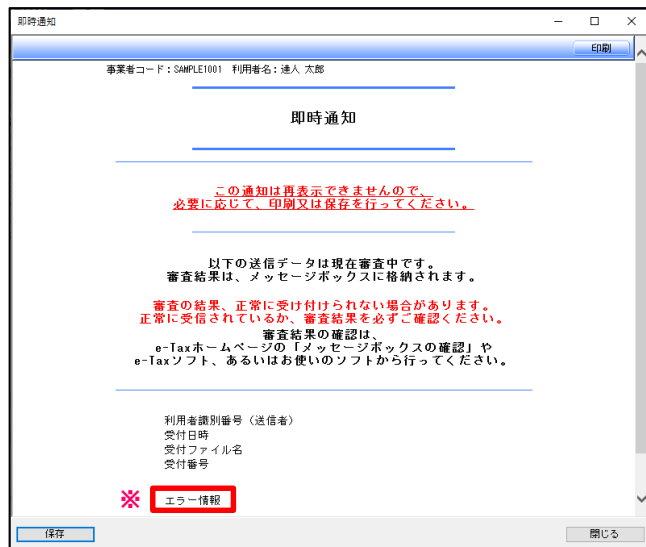 即時通知
印刷
事業者コード：SAMPLE1001 利用者名：達人 太郎
即時通知
この通知は再表示できませんので、
必要に応じて、印刷又は保存を行ってください。
以下の送信データは現在審査中です。
審査結果は、メッセージボックスに格納されます。
審査の結果、正常に受け付けられない場合があります。
正常に受信されているか、審査結果を必ずご確認ください。
審査結果の確認は、
e-Taxホームページの「メッセージボックスの確認」や
e-Taxソフト、あるいはお使いのソフトから行ってください。
利用者識別番号（送信者）
受付日時
受付ファイル名
受付番号
※ エラー情報
保存
閉じる